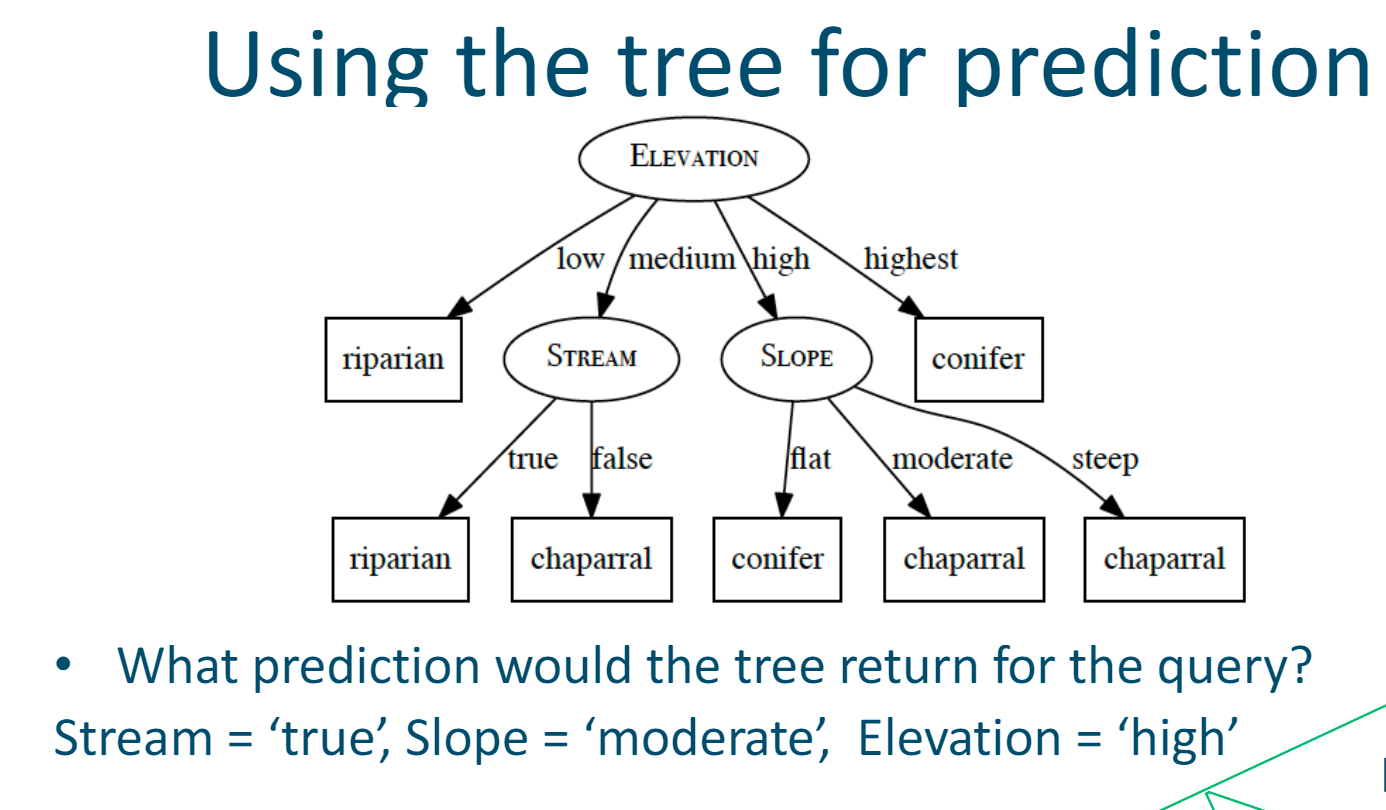 Using the tree for prediction
ELEVATION
low medium high highest
riparian STREAM SLOPE conifer
true false flat moderate steep
riparian chaparral conifer chaparral chaparral
• What prediction would the tree return for the query?
Stream = ‘true’, Slope = ‘moderate’, Elevation = ‘high’